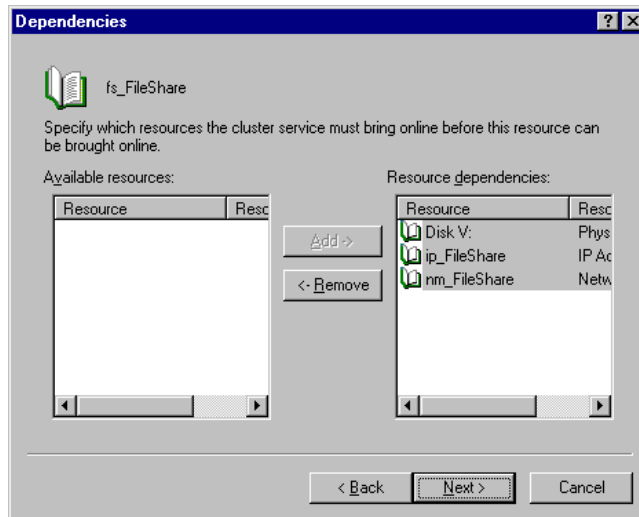 Dependencies
fs_FileShare
Specify which resources the cluster service must bring online before this resource can
be brought online.
Available resources:
Resource dependencies:
Resource Resc
Resource Resc
Add ->
<- Remove
Disk V: Phys
ip_FileShare IP Ac
nm_FileShare Netw
< Back
Next >
Cancel